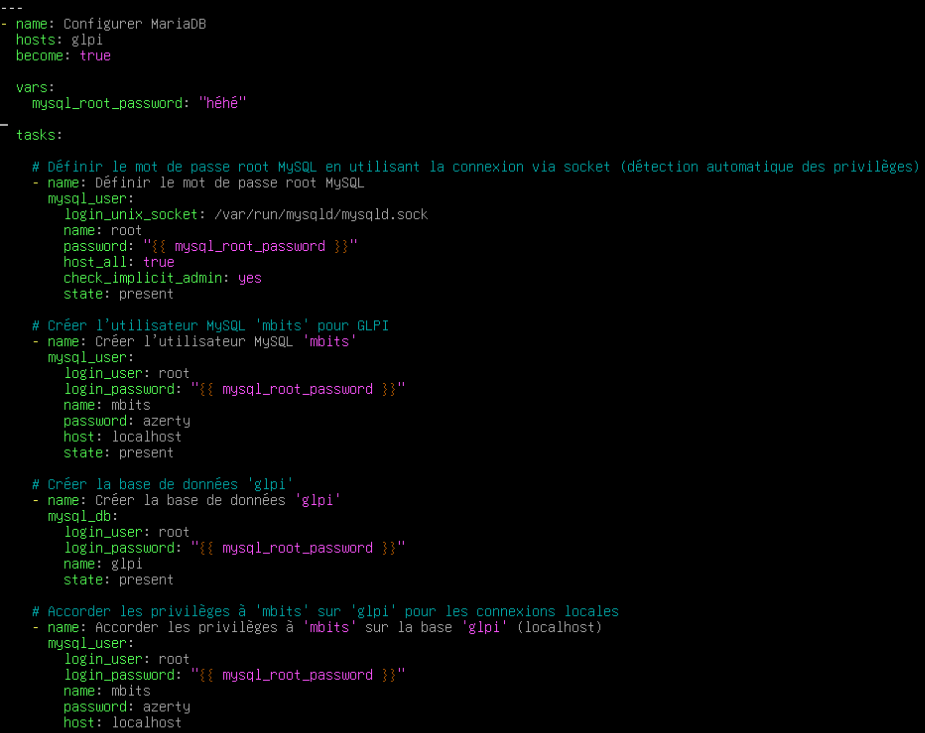 ---
- name: Configurer MariaDB
  hosts: glpi
  become: true

  vars:
    mysql_root_password: "héhé"

  tasks:

    # Définir le mot de passe root MySQL en utilisant la connexion via socket (détection automatique des privilèges)
    - name: Définir le mot de passe root MySQL
      mysql_user:
        login_unix_socket: /var/run/mysqld/mysqld.sock
        name: root
        password: "{{ mysql_root_password }}"
        host_all: true
        check_implicit_admin: yes
        state: present

    # Créer l'utilisateur MySQL 'mbits' pour GLPI
    - name: Créer l'utilisateur MySQL 'mbits'
      mysql_user:
        login_user: root
        login_password: "{{ mysql_root_password }}"
        name: mbits
        password: azerty
        host: localhost
        state: present

    # Créer la base de données 'glpi'
    - name: Créer la base de données 'glpi'
      mysql_db:
        login_user: root
        login_password: "{{ mysql_root_password }}"
        name: glpi
        state: present

    # Accorder les privilèges à 'mbits' sur 'glpi' pour les connexions locales
    - name: Accorder les privilèges à 'mbits' sur la base 'glpi' (localhost)
      mysql_user:
        login_user: root
        login_password: "{{ mysql_root_password }}"
        name: mbits
        password: azerty
        host: localhost